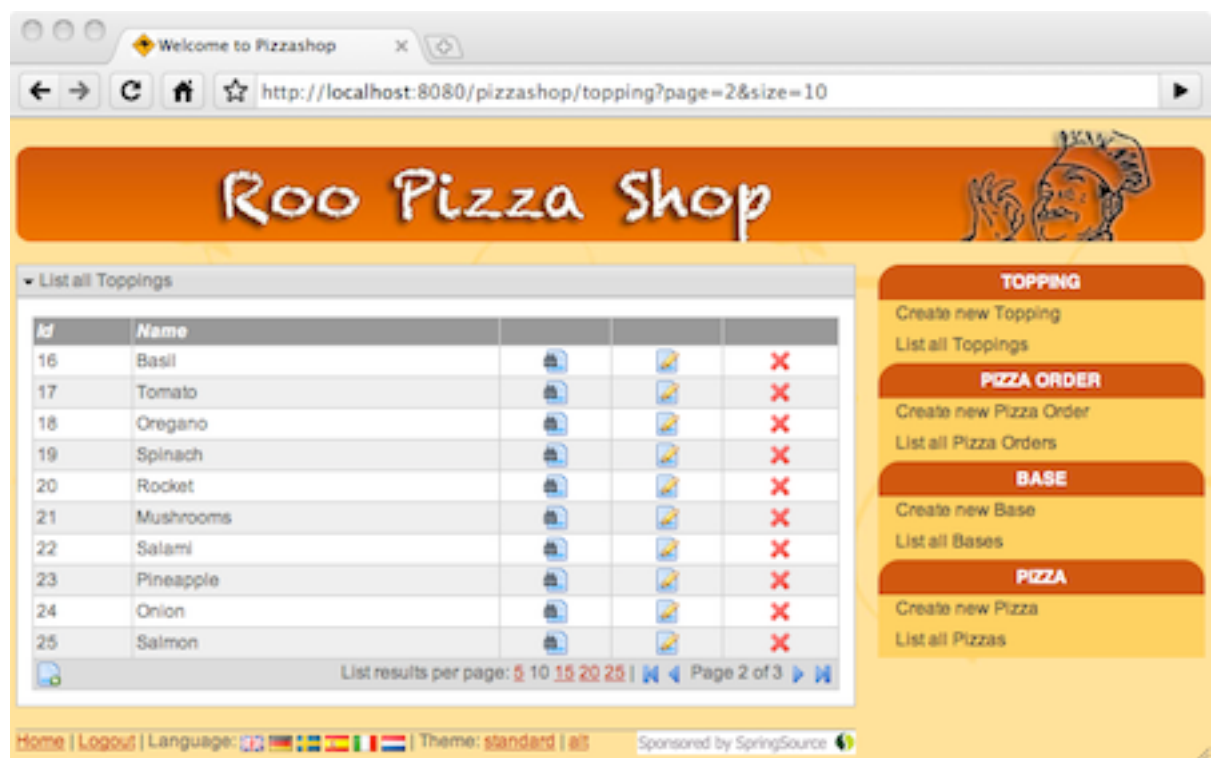 Welcome to Pizzashop
http://localhost:8080/pizzashop/topping?page=2&size=10
Roo Pizza Shop
List all Toppings
Id Name
16 Basil
17 Tomato
18 Oregano
19 Spinach
20 Rocket
21 Mushrooms
22 Salami
23 Pineapple
24 Onion
25 Salmon
List results per page: 5 10 15 20 25 | Page 2 of 3
TOPPING
Create new Topping
List all Toppings
PIZZA ORDER
Create new Pizza Order
List all Pizza Orders
BASE
Create new Base
List all Bases
PIZZA
Create new Pizza
List all Pizzas
Home | Logout | Language: | Theme: standard | alt
Sponsored by SpringSource